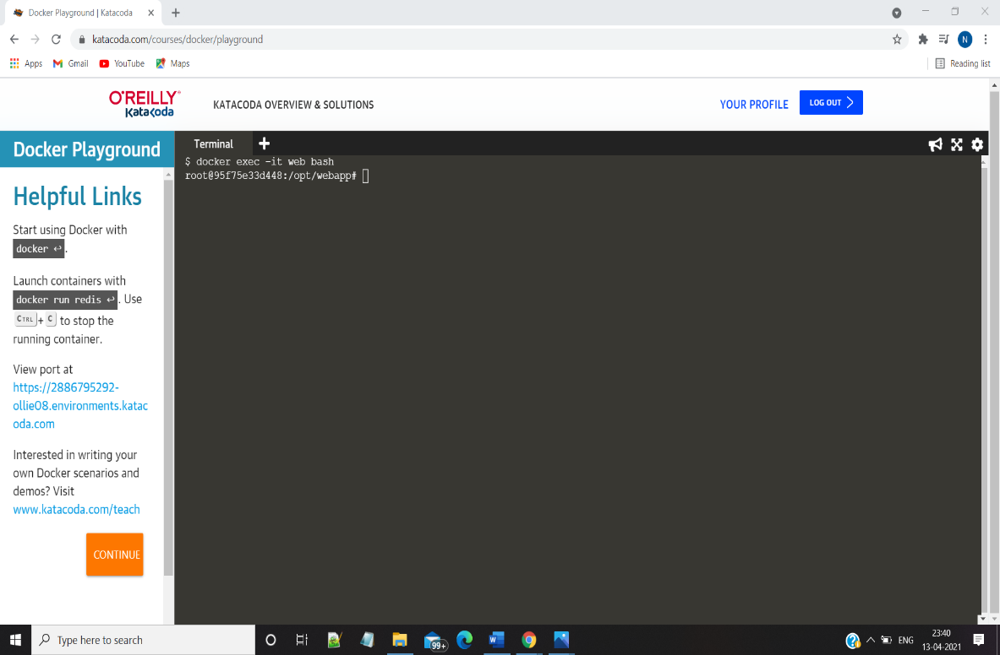 Docker Playground | Katacoda
katacoda.com/courses/docker/playground
N
Apps Gmail YouTube Maps Reading list
O'REILLY®
Katacoda
KATACODA OVERVIEW & SOLUTIONS
YOUR PROFILE
LOG OUT
Docker Playground
Helpful Links
Start using Docker with
docker ↩.
Launch containers with
docker run redis ↩. Use
CTRL+ C to stop the
running container.
View port at
https://2886795292-
ollie08.environments.katac
oda.com
Interested in writing your
own Docker scenarios and
demos? Visit
www.katacoda.com/teach
CONTINUE
Terminal
$ docker exec -it web bash
root@95f75e33d448:/opt/webapp#
Type here to search
99+
ENG
23:40
13-04-2021